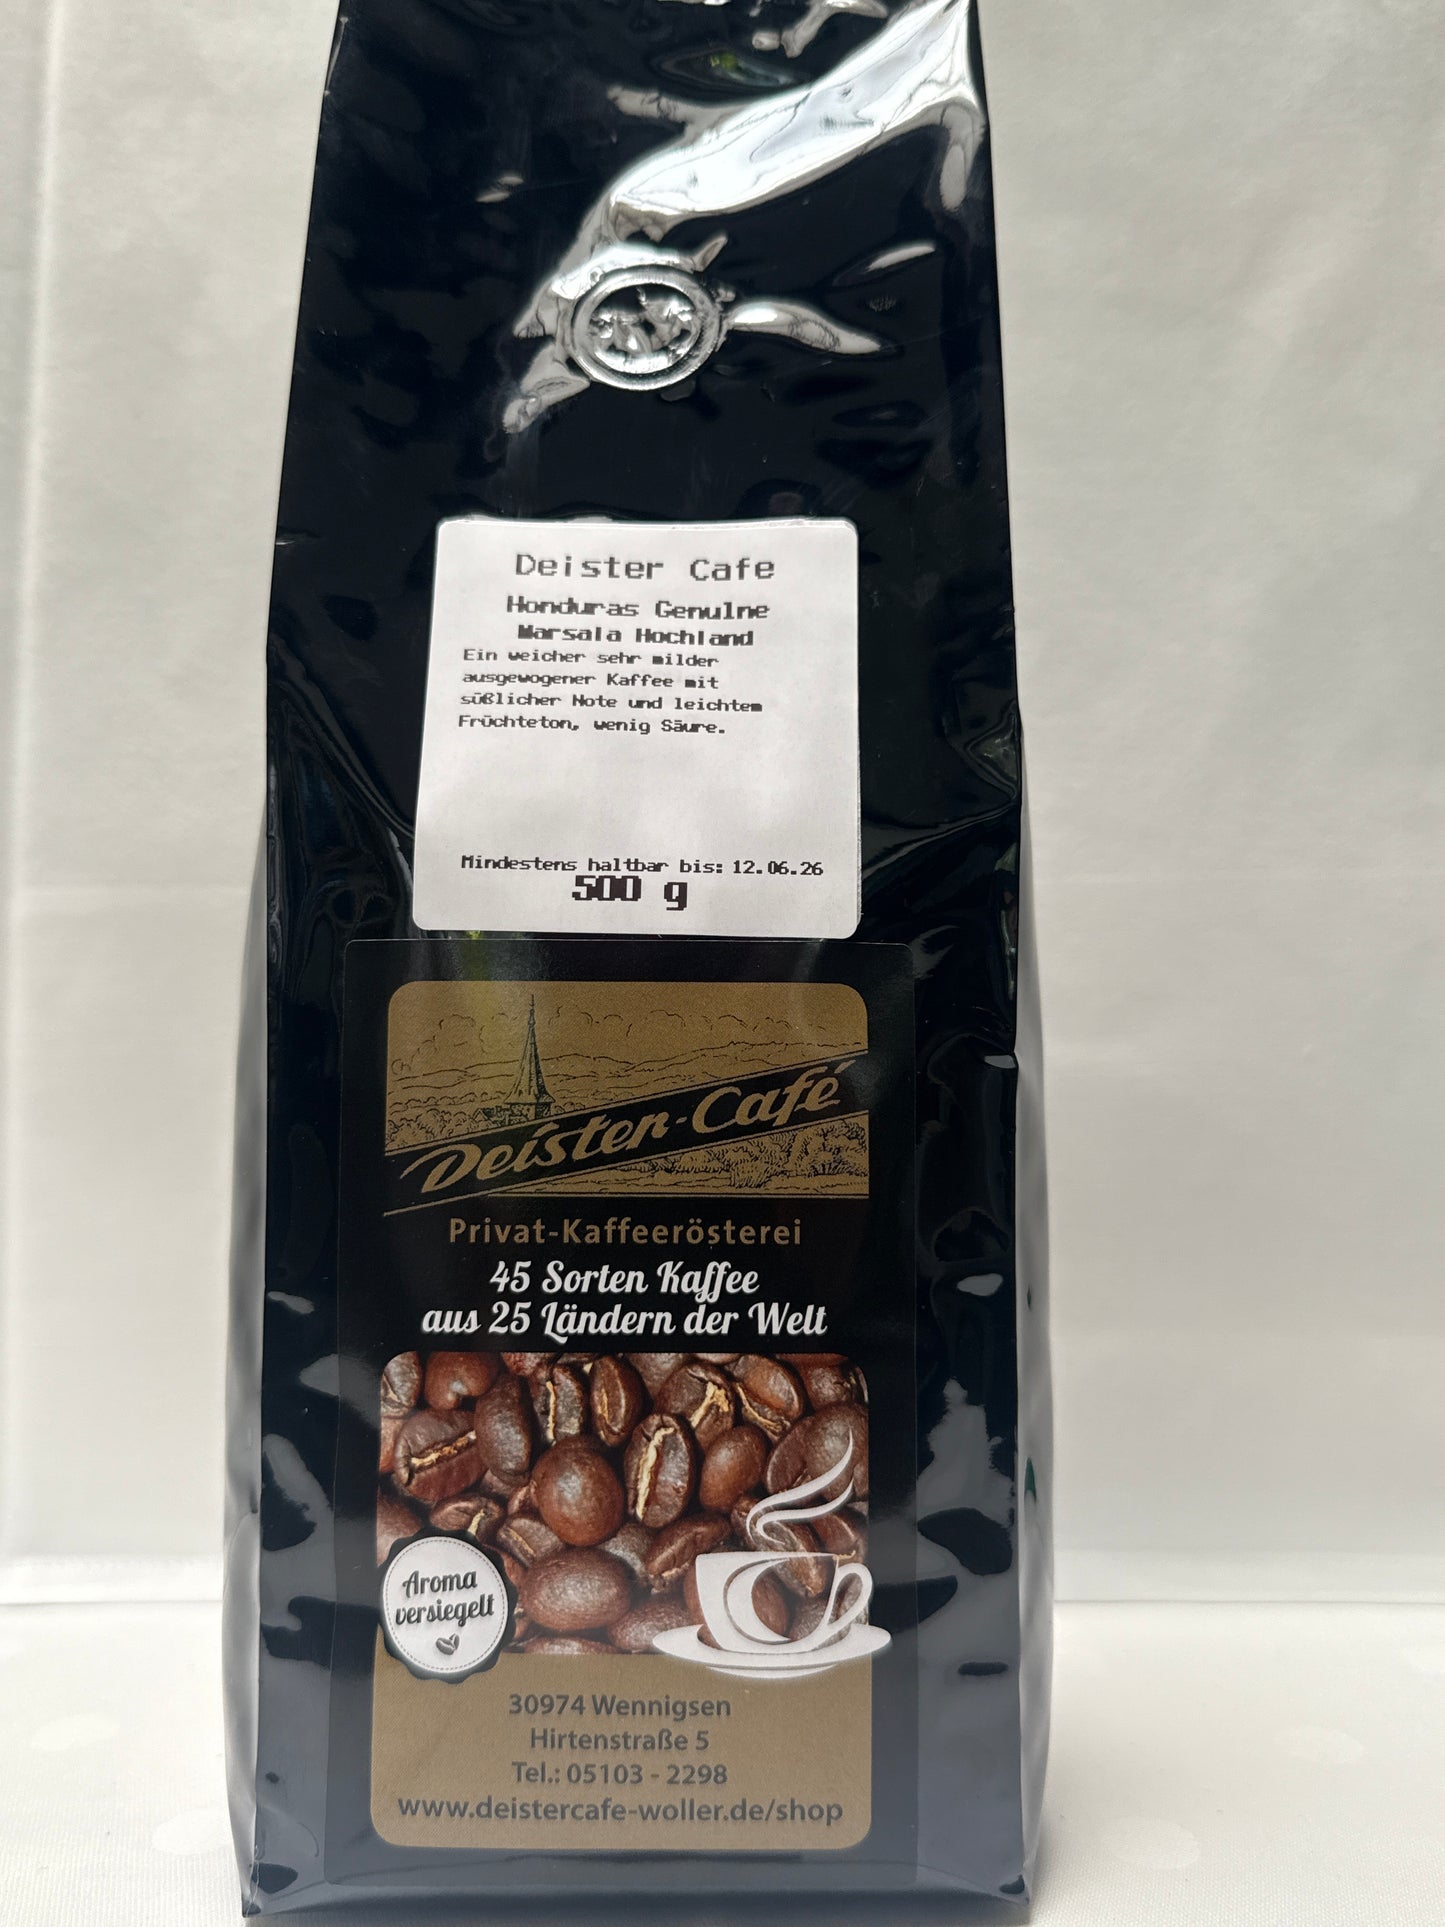 Deister Cafe
Honduras Genuine
Marsala Hochland
Ein weicher sehr milder
ausgewogener Kaffee mit
süßlicher Note und leichtem
Früchteton, wenig Säure.
Mindestens haltbar bis: 12.06.26
500 g
Deister-Café
Privat-Kaffeerösterei
45 Sorten Kaffee
aus 25 Ländern der Welt
Aroma
versiegelt
30974 Wennigsen
Hirtenstraße 5
Tel.: 05103 - 2298
www.deistercafe-woller.de/shop